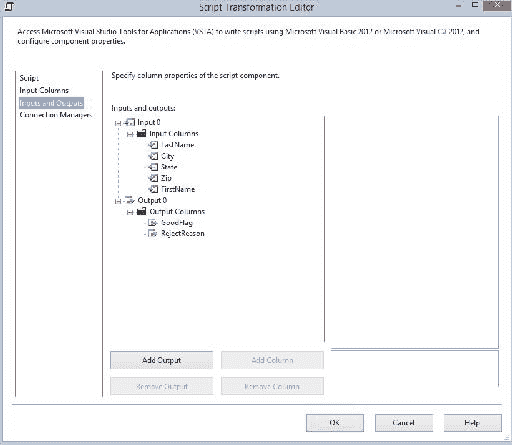 Script Transformation Editor
Access Microsoft Visual Studio Tools for Applications (VSTA) to write scripts using Microsoft Visual Basic 2012 or Microsoft Visual C# 2012, and
configure component properties.
Script
Input Columns
Inputs and Outputs
Connection Managers
Specify column properties of the script component.
Inputs and outputs:
Input 0
Input Columns
LastName
City
State
Zip
FirstName
Output 0
Output Columns
GoodFlag
RejectReason
Add Output
Add Column
Remove Output
Remove Column
OK
Cancel
Help